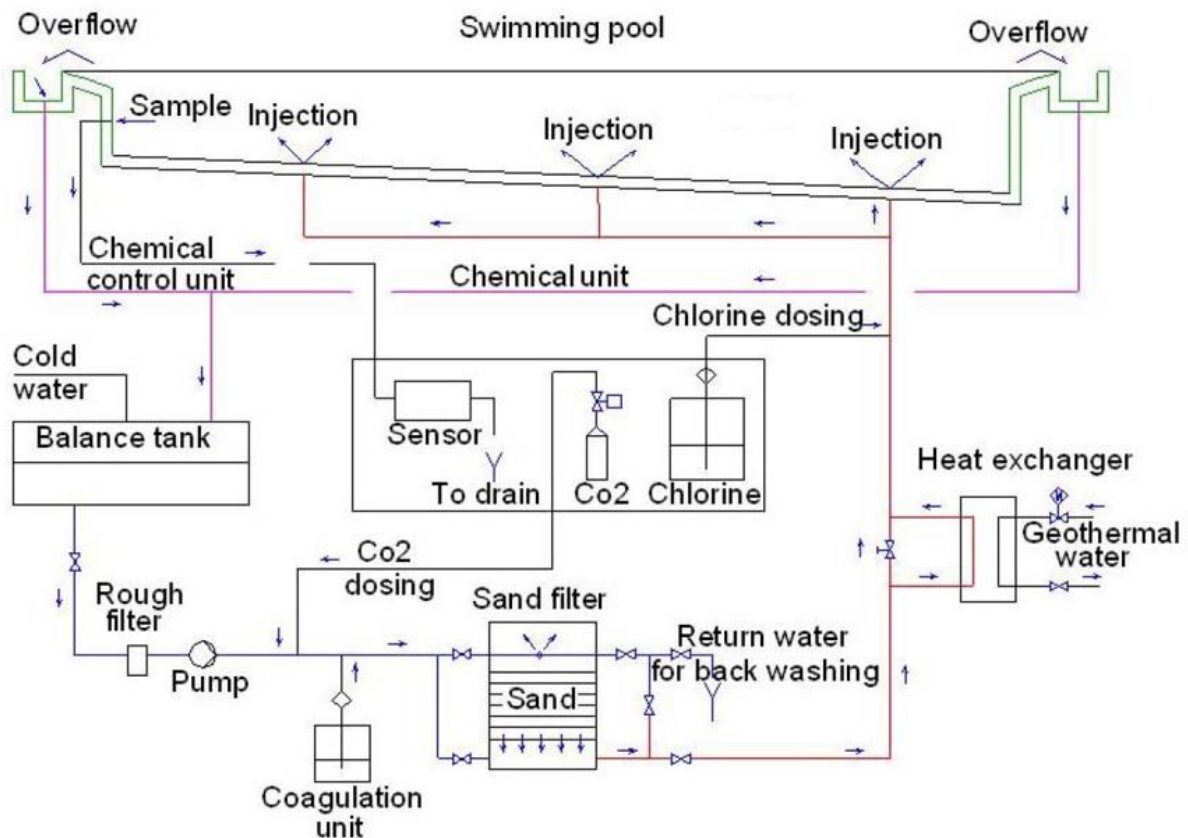 Overflow
Swimming pool
Overflow
Sample
Injection
Injection
Injection
Chemical
control unit
Chemical unit
Chlorine dosing
Cold
water
Balance tank
Sensor
To drain
Co2
Chlorine
Heat exchanger
Geothermal
water
Co2
dosing
Rough
filter
Pump
Sand filter
Sand
Return water
for back washing
Coagulation
unit